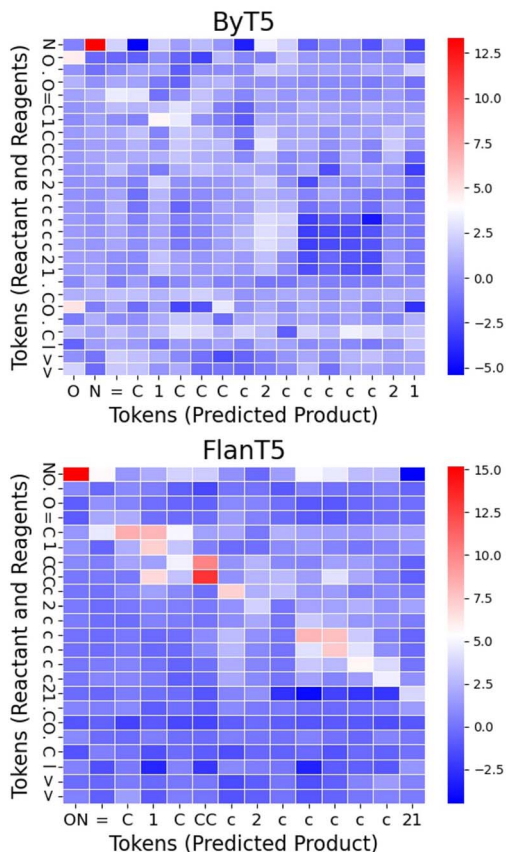 ByT5
Tokens (Reactant and Reagents)
N O . O = C 1 C C C c 2 c c c c c 2 1 . C O . C l > >
12.5
10.0
7.5
5.0
2.5
0.0
−2.5
−5.0
O N = C 1 C C C c 2 c c c c c 2 1
Tokens (Predicted Product)
FlanT5
Tokens (Reactant and Reagents)
NO . O = C 1 C CCc 2 c c c c c21 . CO . C l > >
15.0
12.5
10.0
7.5
5.0
2.5
0.0
−2.5
ON = C 1 C CC c 2 c c c c c 21
Tokens (Predicted Product)